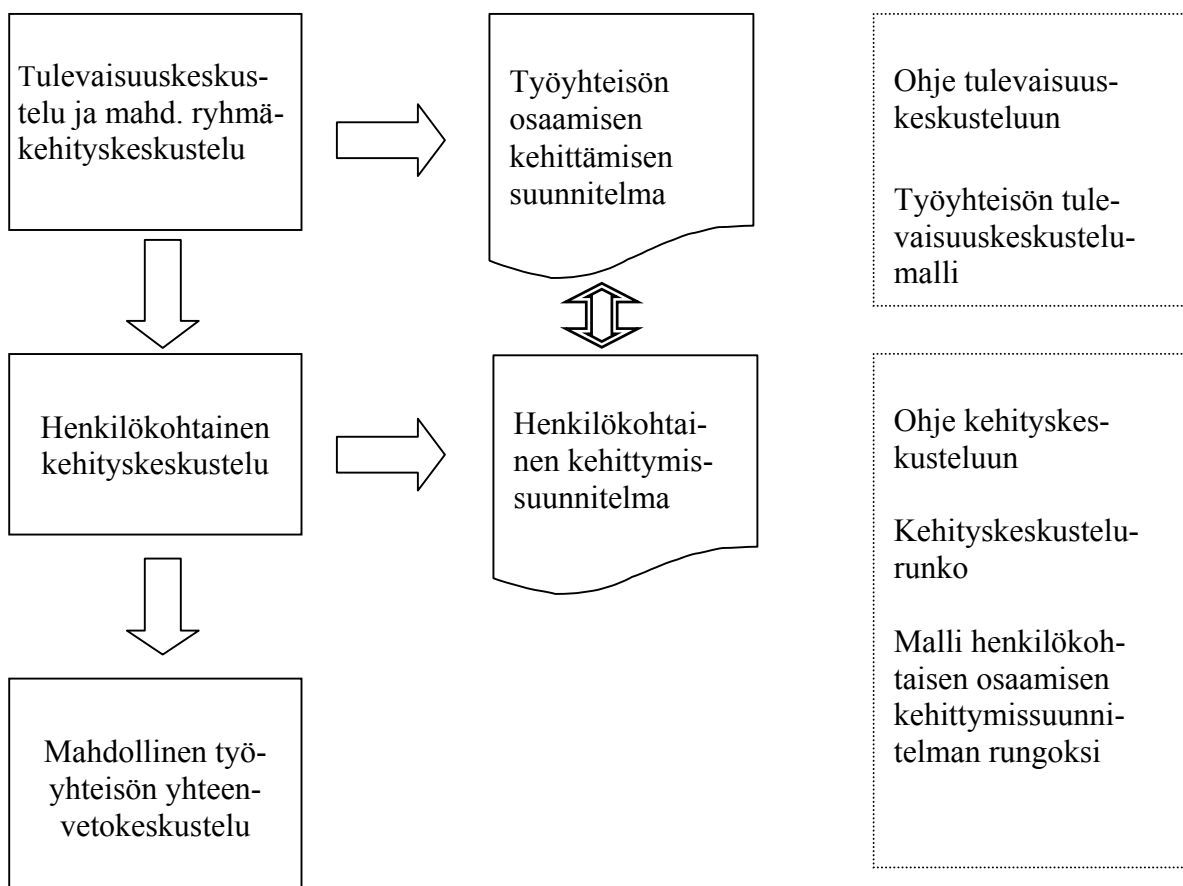 Tulevaisuuskeskus-
telu ja mahd. ryhmä-
kehityskeskustelu
Työyhteisön
osaamisen
kehittämisen
suunnitelma
Ohje tulevaisuus-
keskusteluun
Työyhteisön tule-
vaisuuskeskustelu-
malli
Henkilökohtainen
kehityskeskustelu
Henkilökohtai-
nen kehittymis-
suunnitelma
Ohje kehityskes-
kusteluun
Kehityskeskustelu-
runko
Malli henkilökoh-
taisen osaamisen
kehittymissuunni-
telman rungoksi
Mahdollinen työ-
yhteisön yhteen-
vetokeskustelu